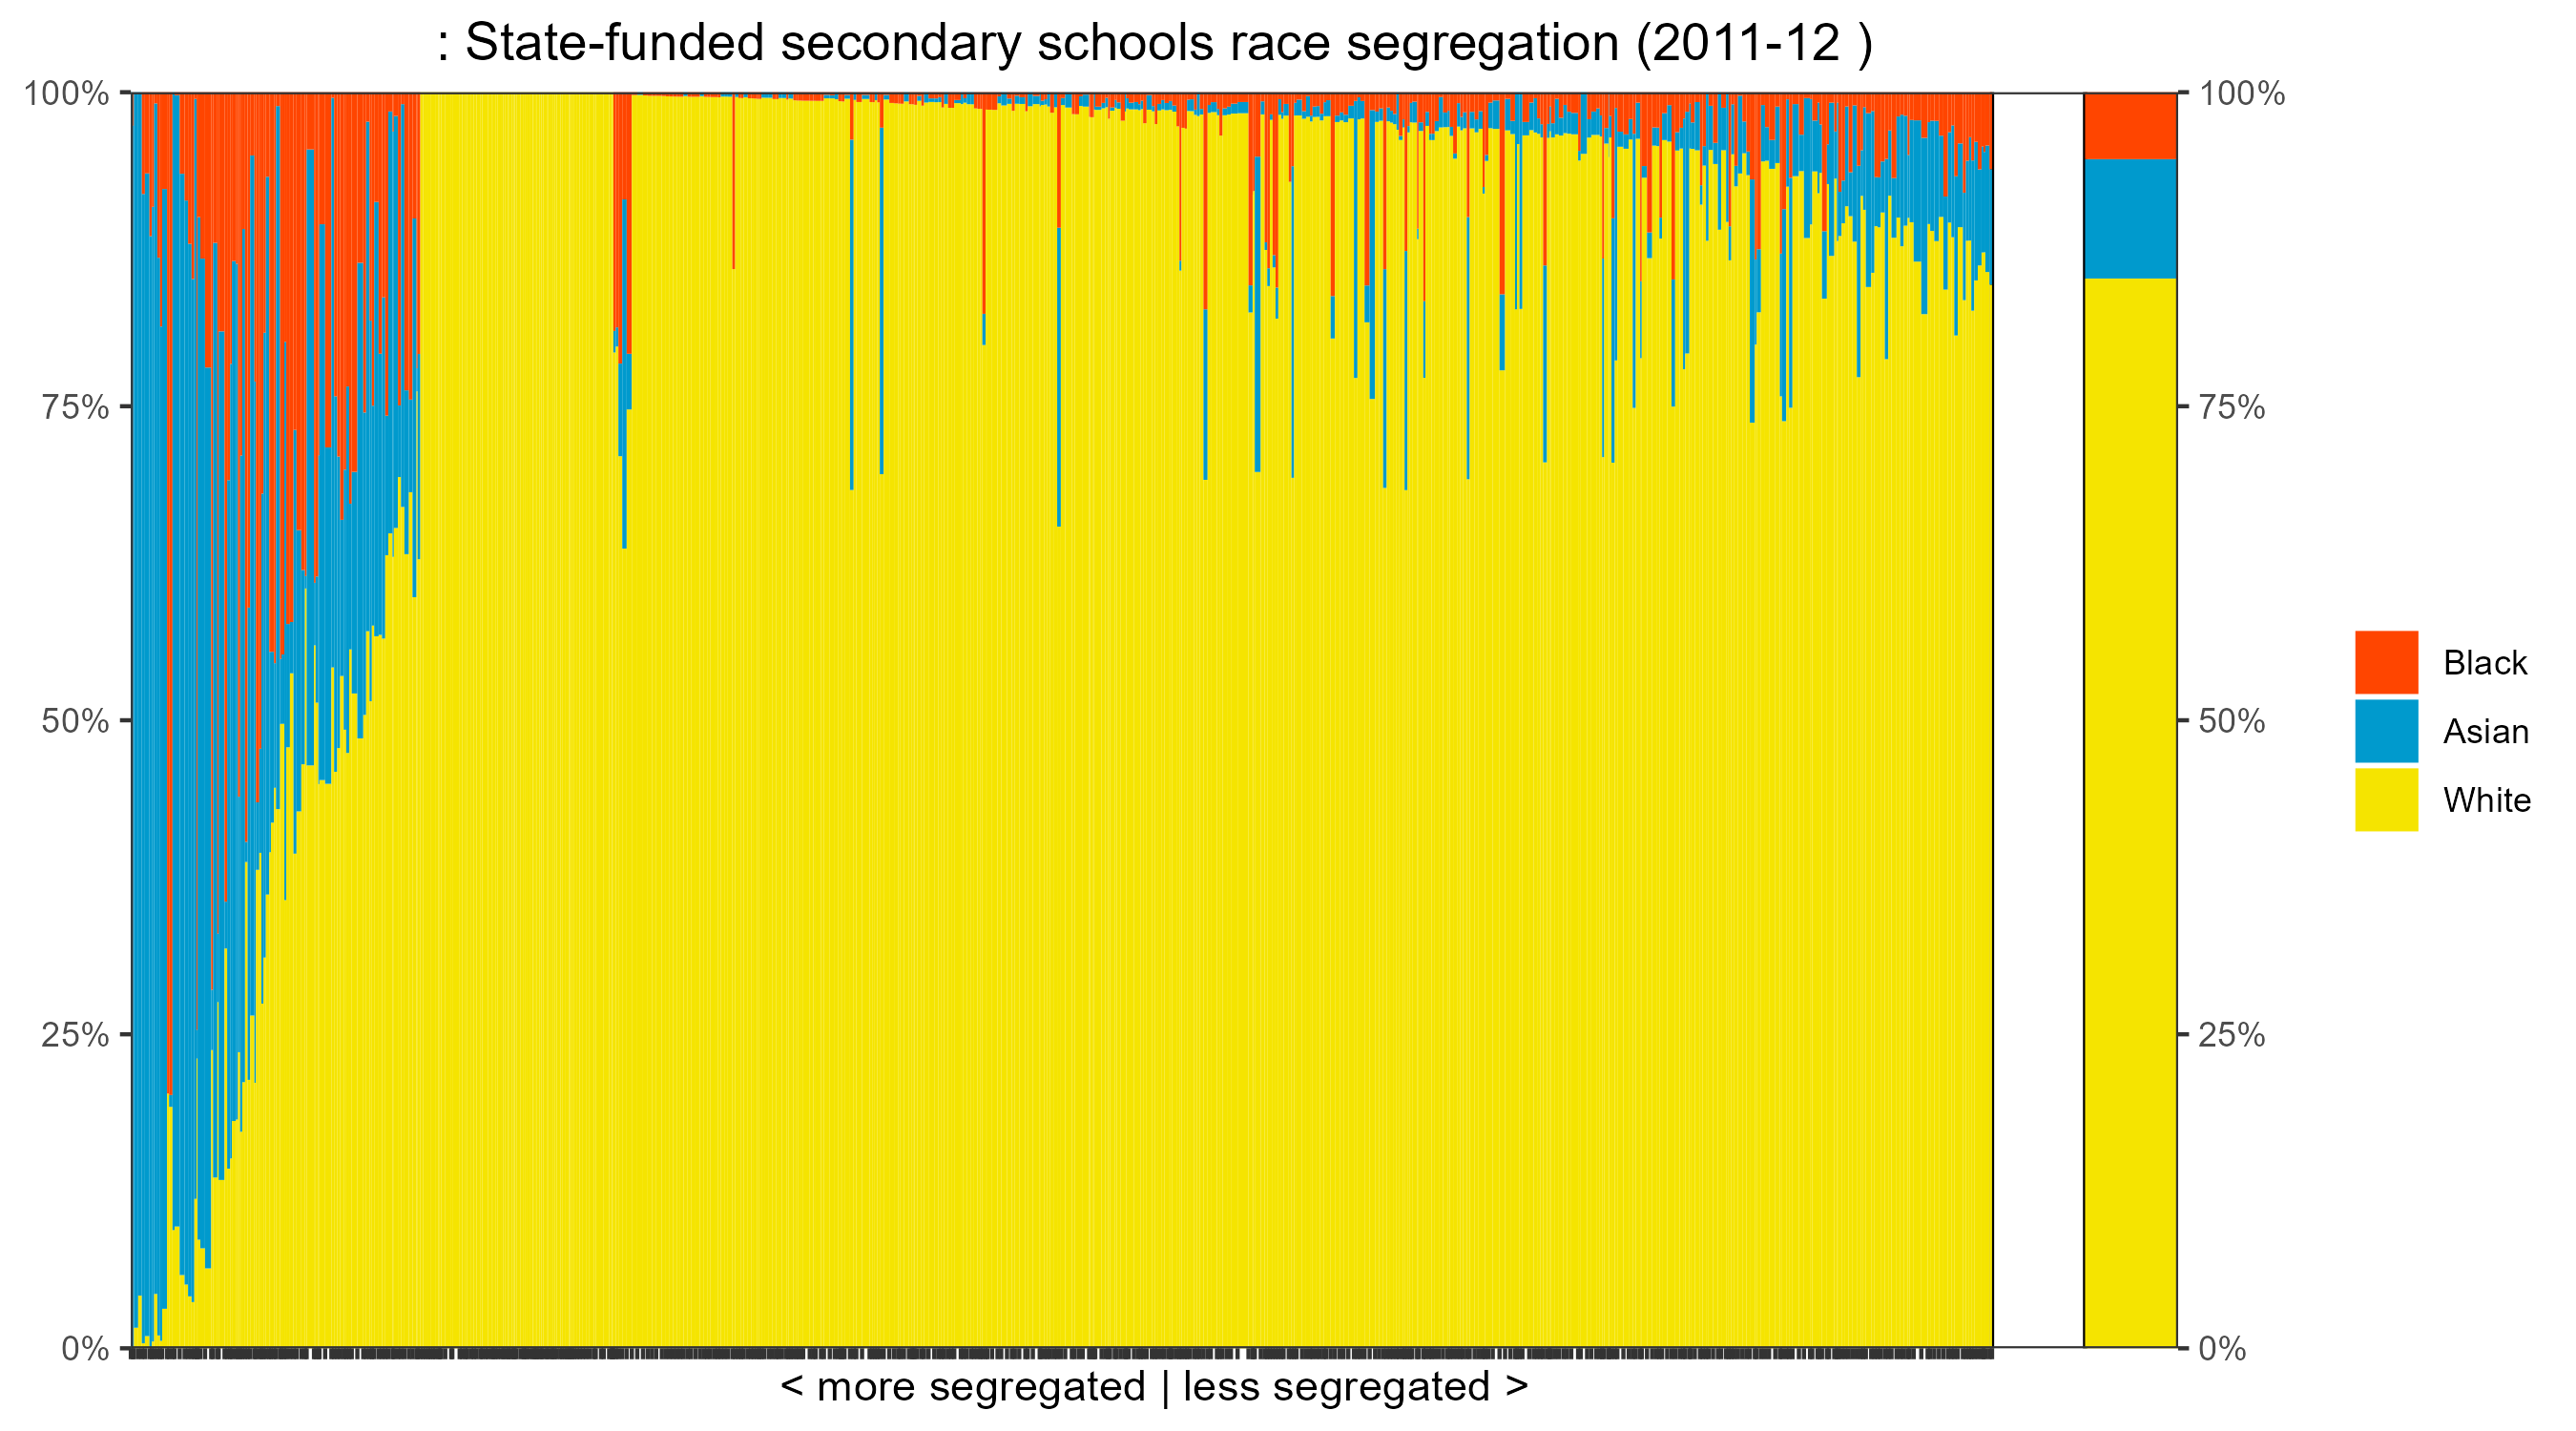 : State-funded secondary schools race segregation (2011-12 )
100%
75%
50%
25%
0%
100%
75%
50%
25%
0%
< more segregated | less segregated >
Black
Asian
White